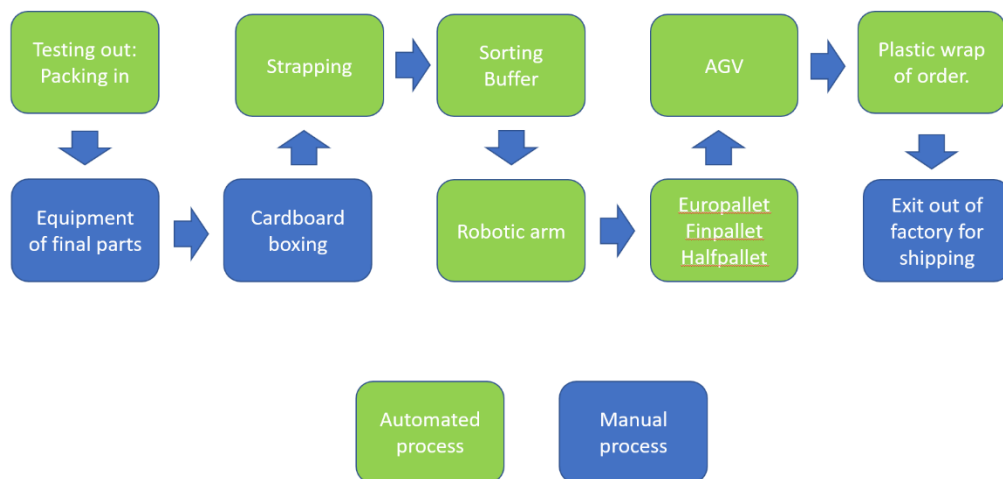 Testing out:
Packing in
Equipment
of final parts
Cardboard
boxing
Strapping
Sorting
Buffer
Robotic arm
Europallet
Finpallet
Halfpallet
AGV
Plastic wrap
of order.
Exit out of
factory for
shipping
Automated
process
Manual
process